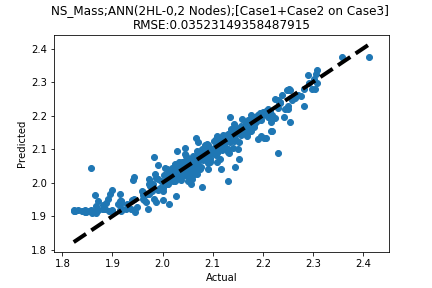 NS_Mass;ANN(2HL-0,2 Nodes);[Case1+Case2 on Case3]
RMSE:0.03523149358487915
2.4
2.3
2.2
2.1
2.0
1.9
1.8
Predicted
1.8 1.9 2.0 2.1 2.2 2.3 2.4
Actual